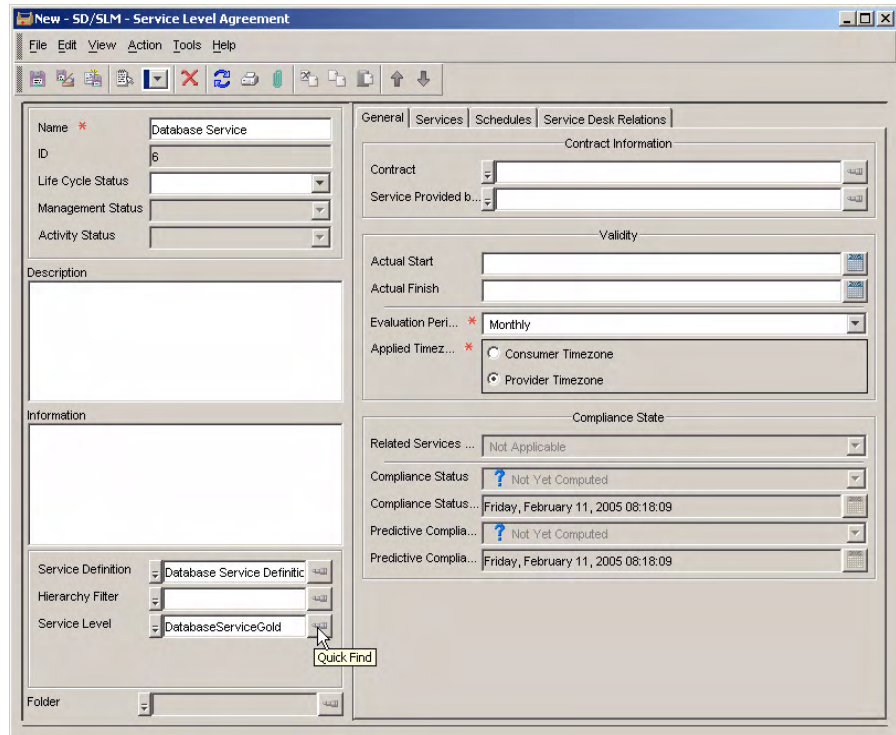 New - SD/SLM - Service Level Agreement
File Edit View Action Tools Help
Name * Database Service
ID 6
Life Cycle Status
Management Status
Activity Status
Description
Information
Service Definition Database Service Definitic
Hierarchy Filter
Service Level DatabaseServiceGold
Quick Find
Folder
General Services Schedules Service Desk Relations
Contract Information
Contract
Service Provided b...
Validity
Actual Start
Actual Finish
Evaluation Peri... * Monthly
Applied Timez... * Consumer Timezone
Provider Timezone
Compliance State
Related Services ... Not Applicable
Compliance Status ? Not Yet Computed
Compliance Status... Friday, February 11, 2005 08:18:09
Predictive Complia... ? Not Yet Computed
Predictive Complia... Friday, February 11, 2005 08:18:09